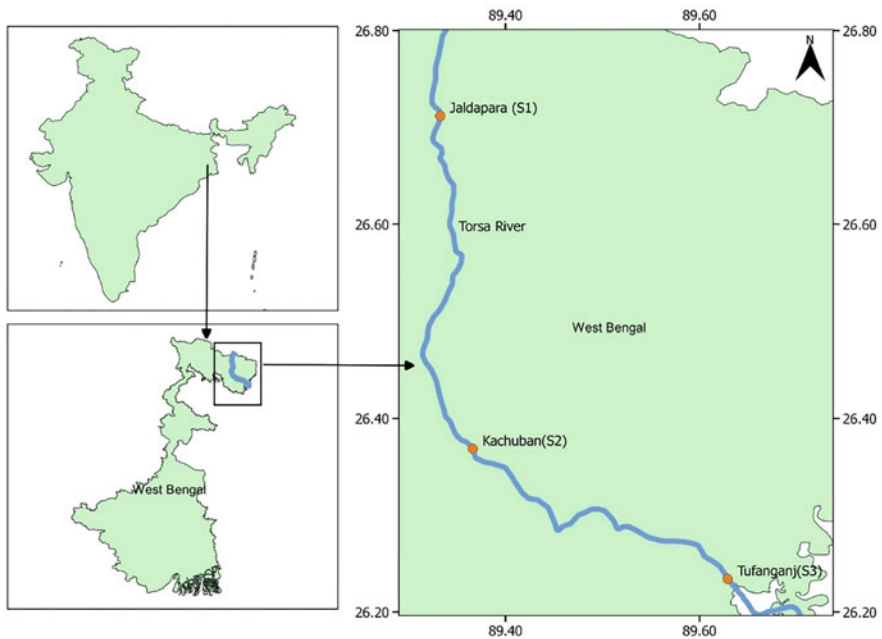 89.40
89.60
26.80
26.80
N
Jaldapara (S1)
26.60
Torsa River
26.60
West Bengal
26.40
26.40
Kachuban(S2)
West Bengal
Tufanganj(S3)
26.20
26.20
89.40
89.60